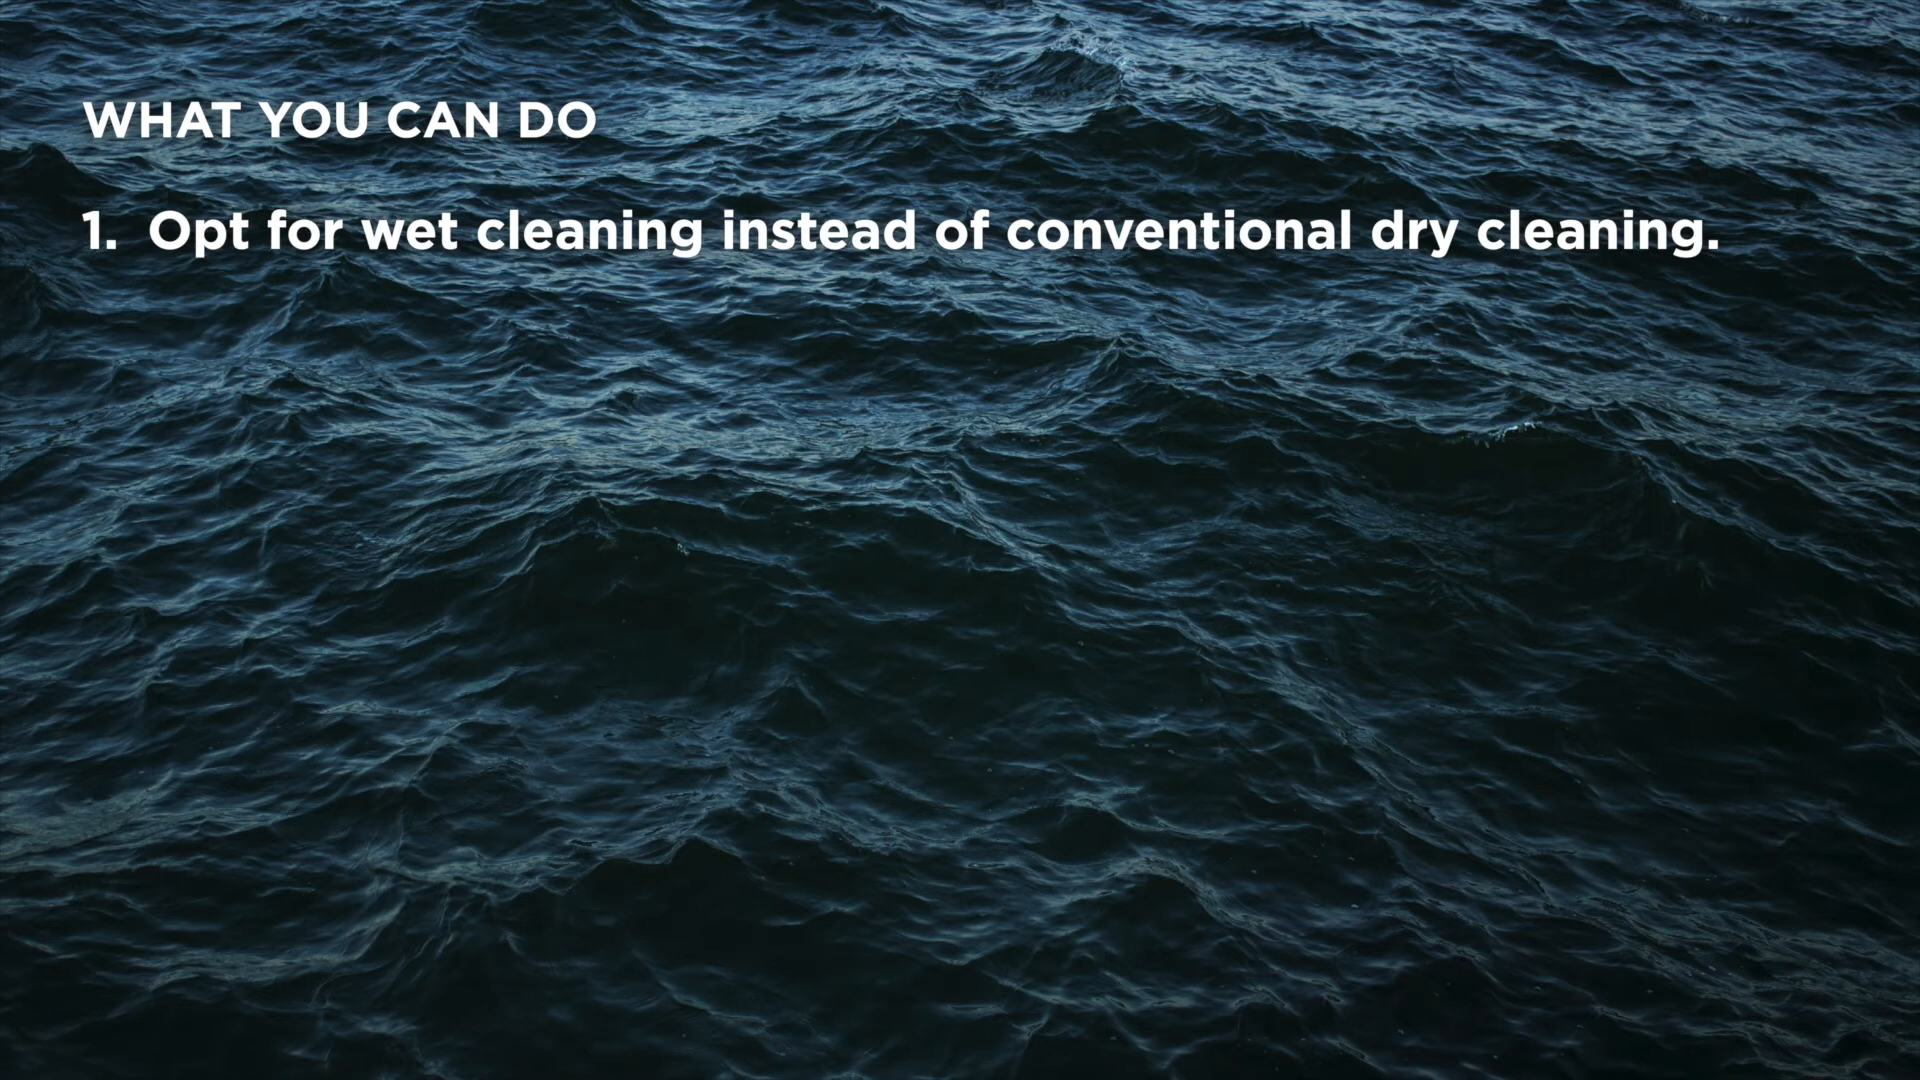 WHAT YOU CAN DO
1. Opt for wet cleaning instead of conventional dry cleaning.